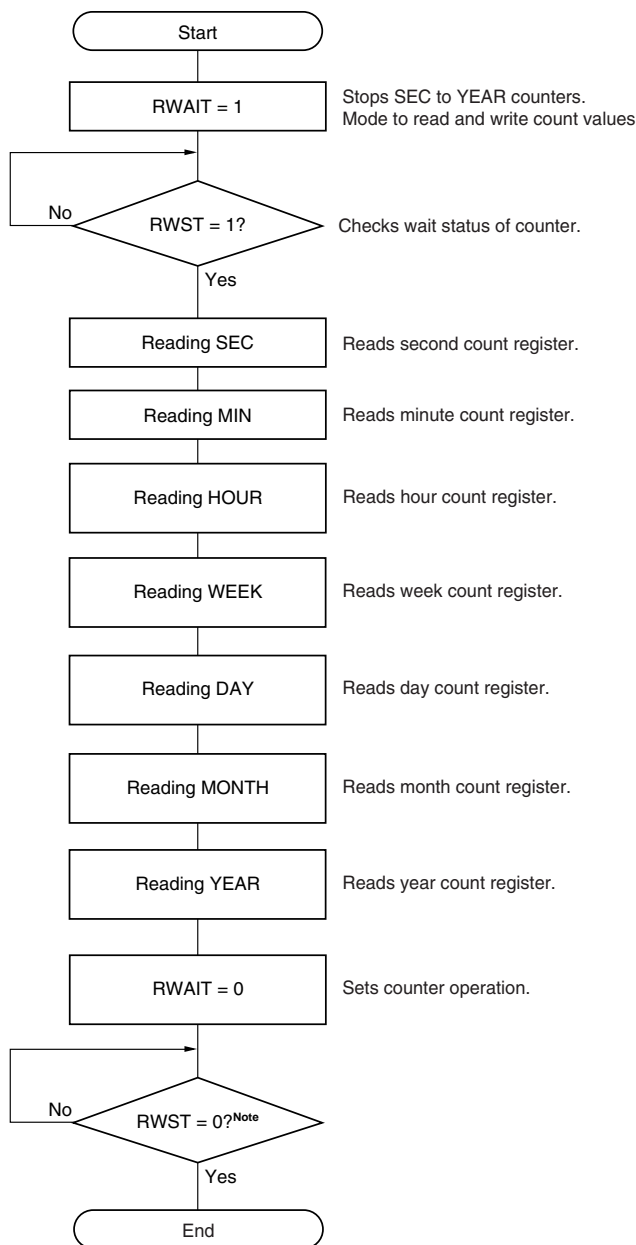 Start
RWAIT = 1
Stops SEC to YEAR counters.
Mode to read and write count values
No
RWST = 1?
Checks wait status of counter.
Yes
Reading SEC
Reads second count register.
Reading MIN
Reads minute count register.
Reading HOUR
Reads hour count register.
Reading WEEK
Reads week count register.
Reading DAY
Reads day count register.
Reading MONTH
Reads month count register.
Reading YEAR
Reads year count register.
RWAIT = 0
Sets counter operation.
No
RWST = 0?Note
Yes
End